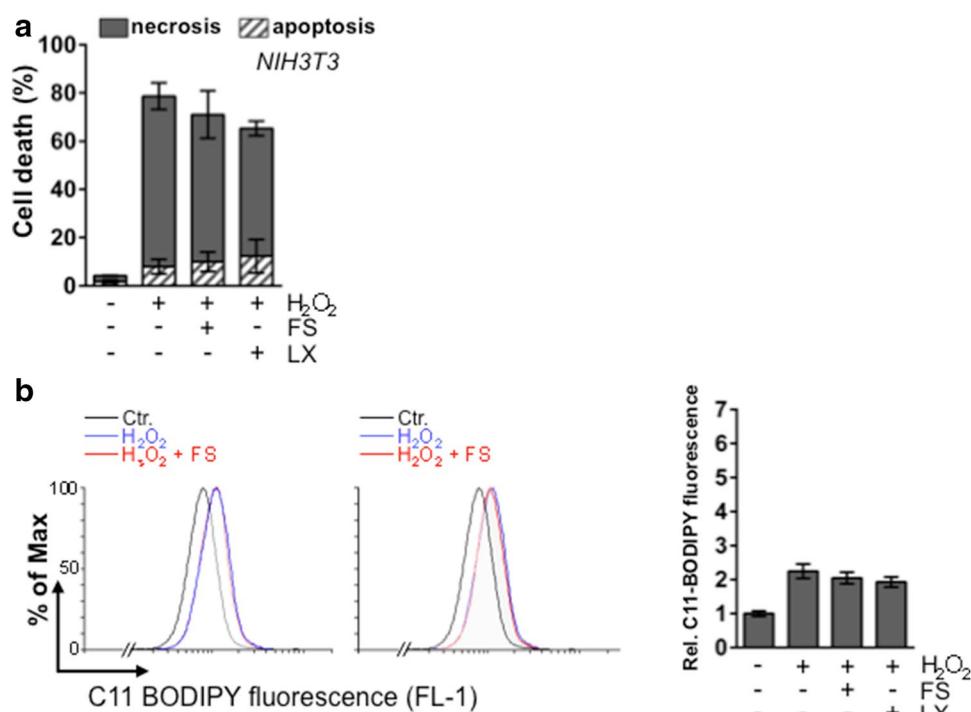 a
necrosis apoptosis
NIH3T3
Cell death (%)
100
80
60
40
20
0
- + + + H₂O₂
- - + - FS
- - - + LX
b
Ctr.
H₂O₂
H₂O₂ + FS
Ctr.
H₂O₂
H₂O₂ + FS
% of Max
100
50
0
C11 BODIPY fluorescence (FL-1)
Rel. C11-BODIPY fluorescence
7
6
5
4
3
2
1
0
- + + + H₂O₂
- - + - FS
- - - + LX